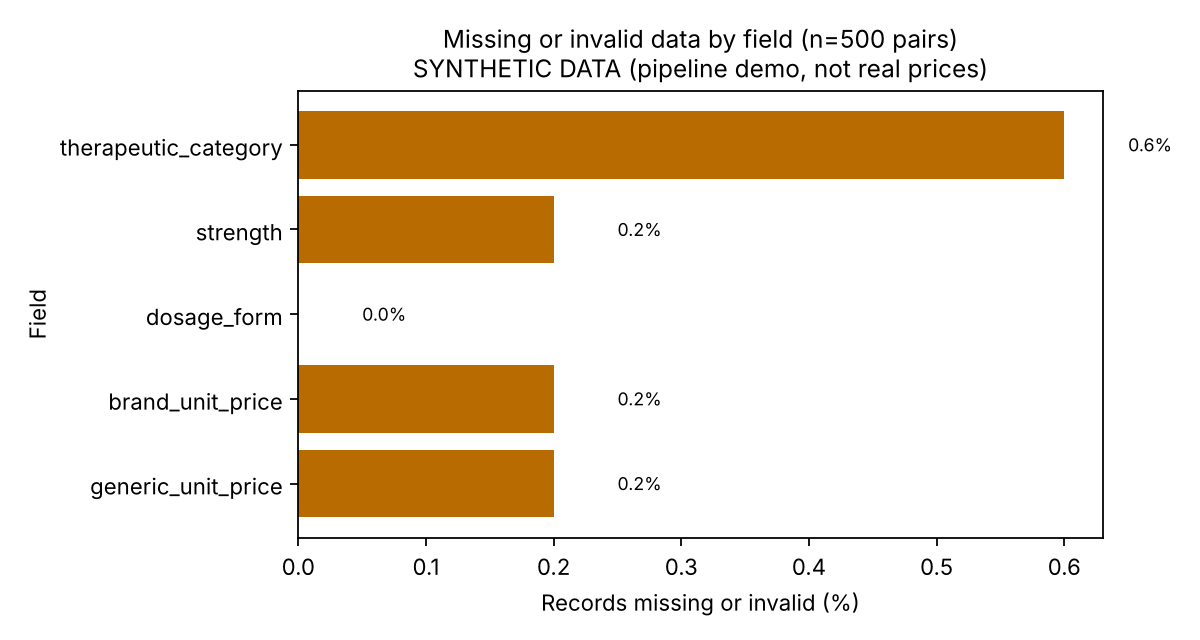 Missing or invalid data by field (n=500 pairs)
SYNTHETIC DATA (pipeline demo, not real prices)
Field
therapeutic_category
0.6%
strength
0.2%
dosage_form
0.0%
brand_unit_price
0.2%
generic_unit_price
0.2%
0.0 0.1 0.2 0.3 0.4 0.5 0.6
Records missing or invalid (%)